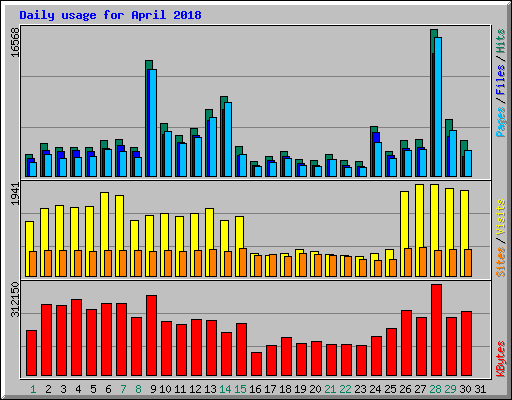 Daily usage for April 2018
16568
Pages / Files / Hits
1941
Sites / Visits
312150
KBytes
1 2 3 4 5 6 7 8 9 10 11 12 13 14 15 16 17 18 19 20 21 22 23 24 25 26 27 28 29 30 31